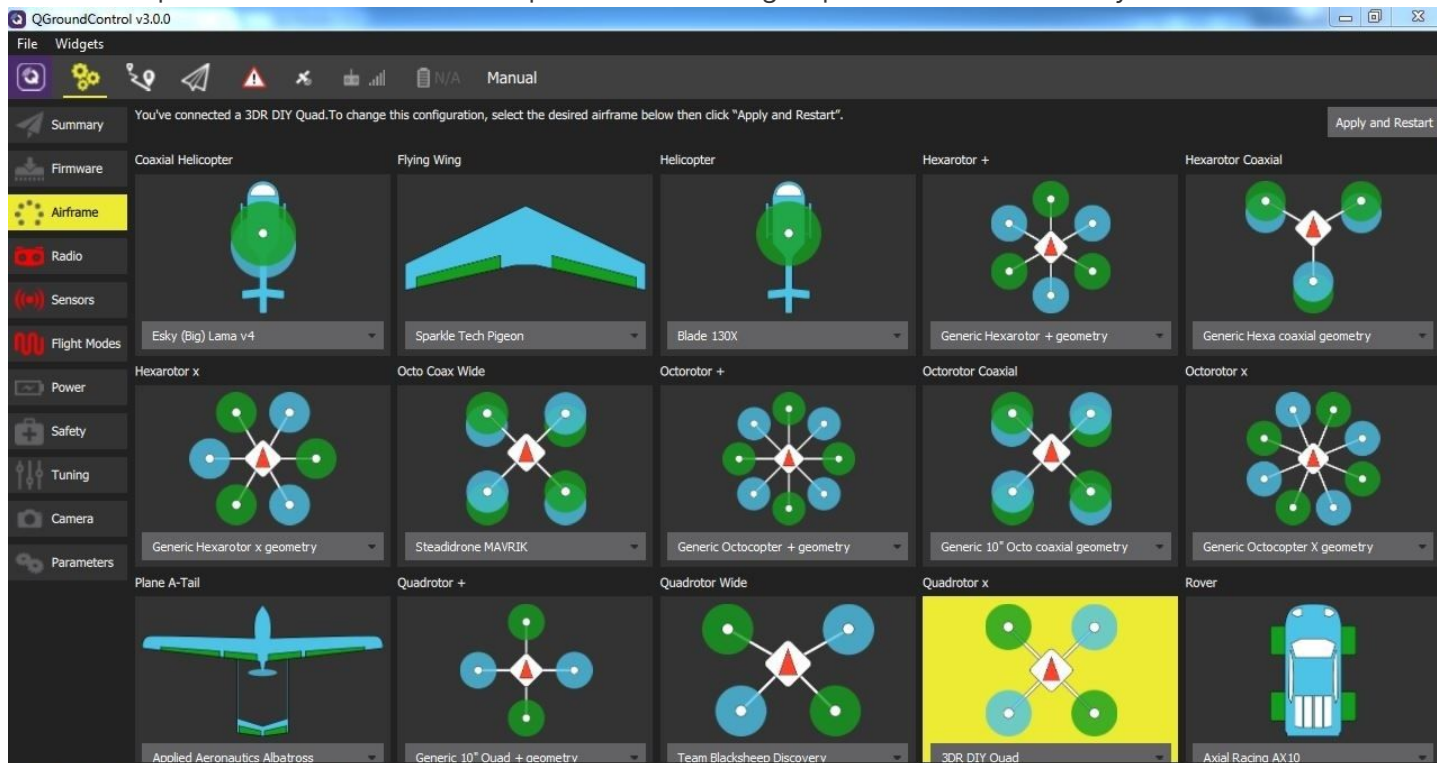 QGroundControl v3.0.0
File Widgets
N/A Manual
You've connected a 3DR DIY Quad.To change this configuration, select the desired airframe below then click "Apply and Restart".
Apply and Restart
Summary
Firmware
Airframe
Radio
Sensors
Flight Modes
Power
Safety
Tuning
Camera
Parameters
Coaxial Helicopter
Flying Wing
Helicopter
Hexarotor +
Hexarotor Coaxial
Esky (Big) Lama v4
Sparkle Tech Pigeon
Blade 130X
Generic Hexarotor + geometry
Generic Hexa coaxial geometry
Hexarotor x
Octo Coax Wide
Octorotor +
Octorotor Coaxial
Octorotor x
Generic Hexarotor x geometry
Steadidrone MAVRIK
Generic Octocopter + geometry
Generic 10" Octo coaxial geometry
Generic Octocopter X geometry
Plane A-Tail
Quadrotor +
Quadrotor Wide
Quadrotor x
Rover
Applied Aeronautics Albatross
Generic 10" Quad + geometry
Team Blacksheep Discovery
3DR DIY Quad
Axial Racing AX10